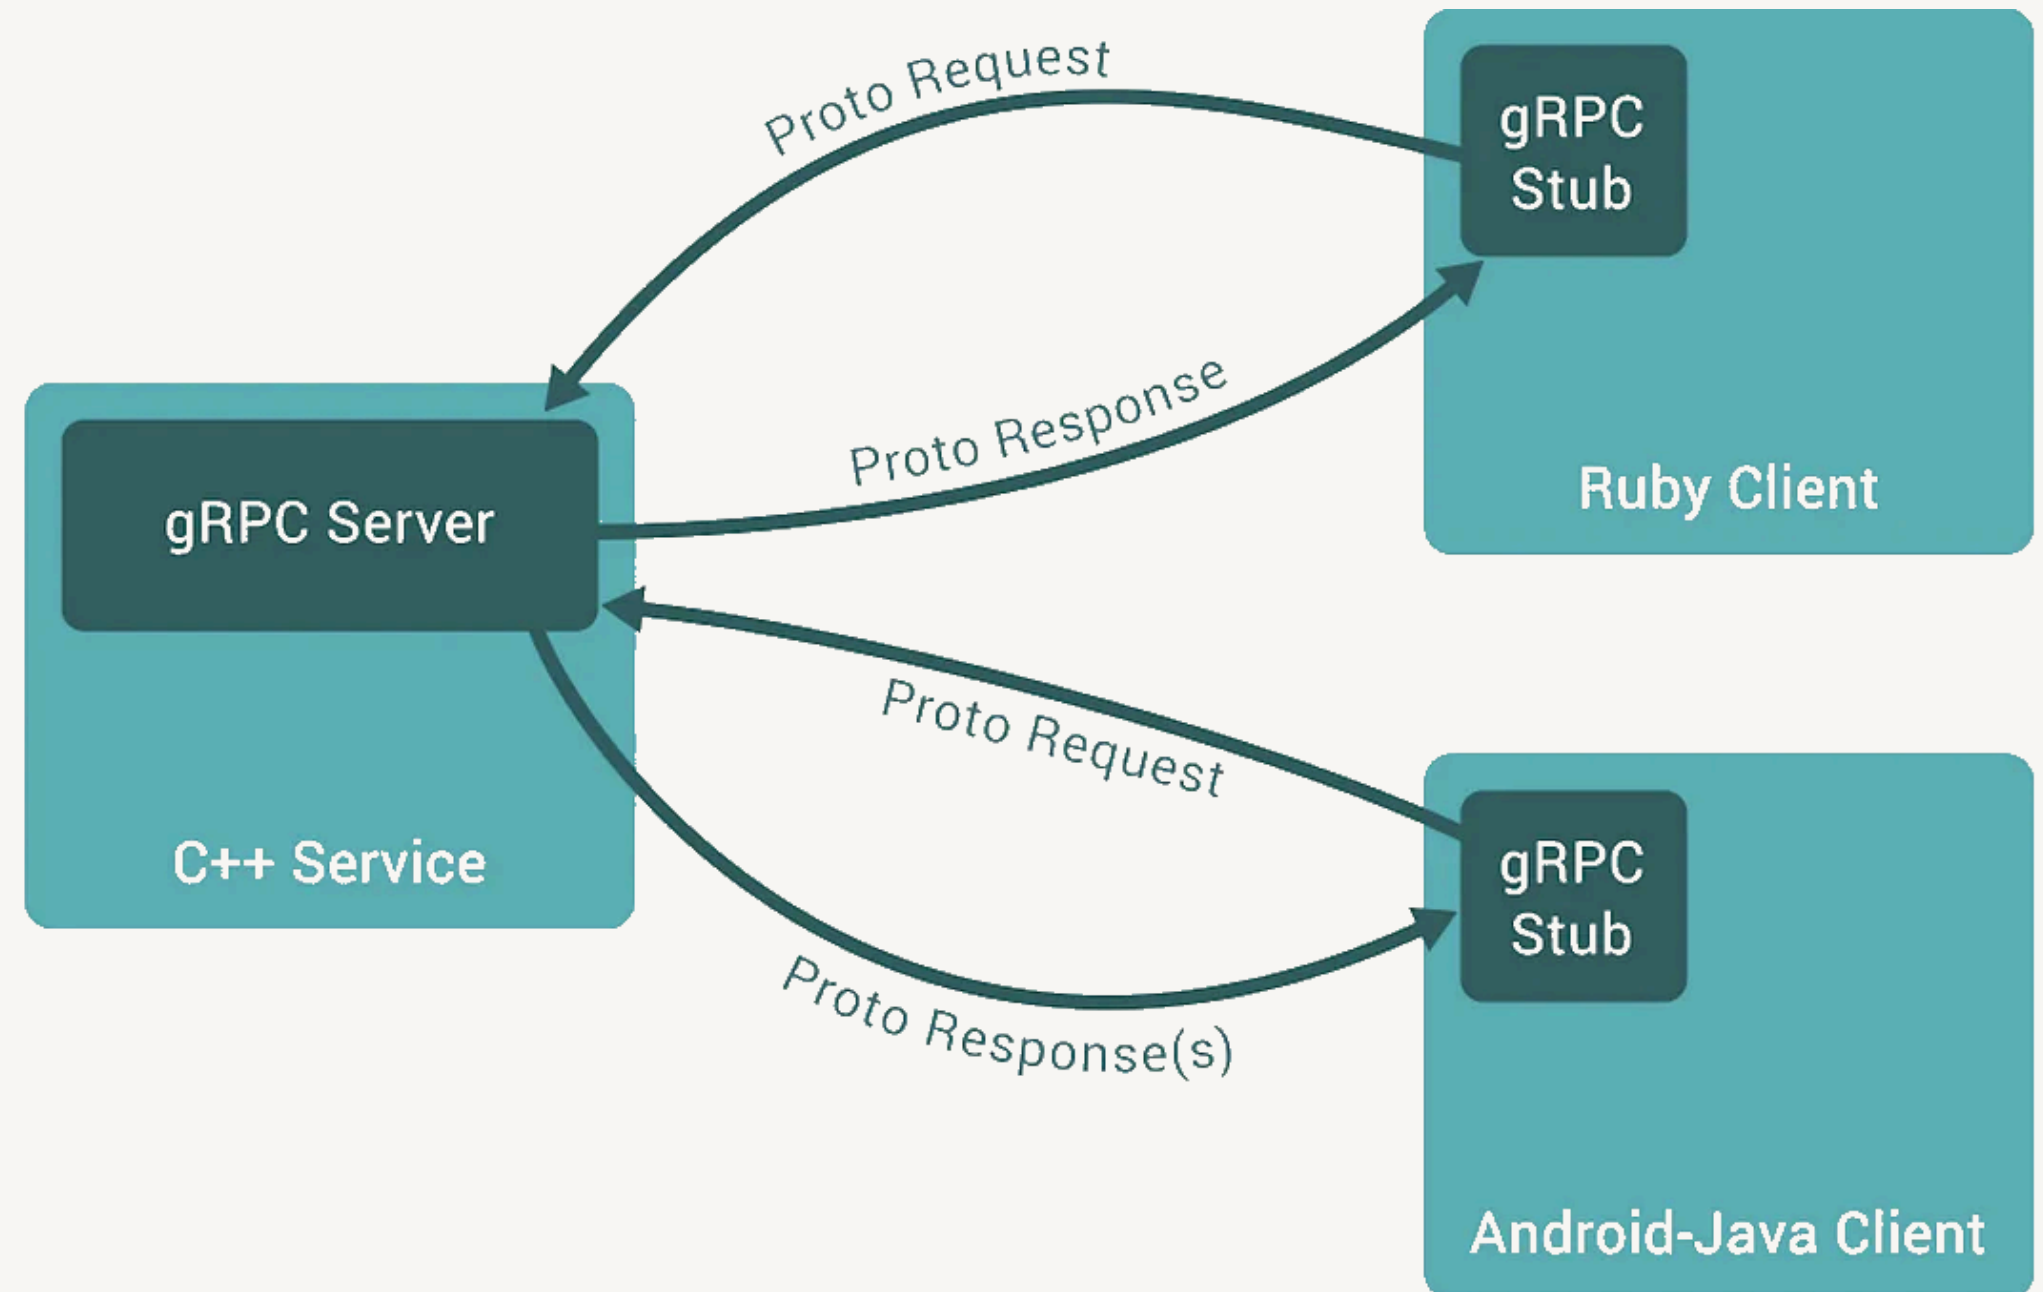 Proto Request
gRPC
Stub
Proto Response
Ruby Client
gRPC Server
C++ Service
Proto Request
gRPC
Stub
Proto Response(s)
Android-Java Client